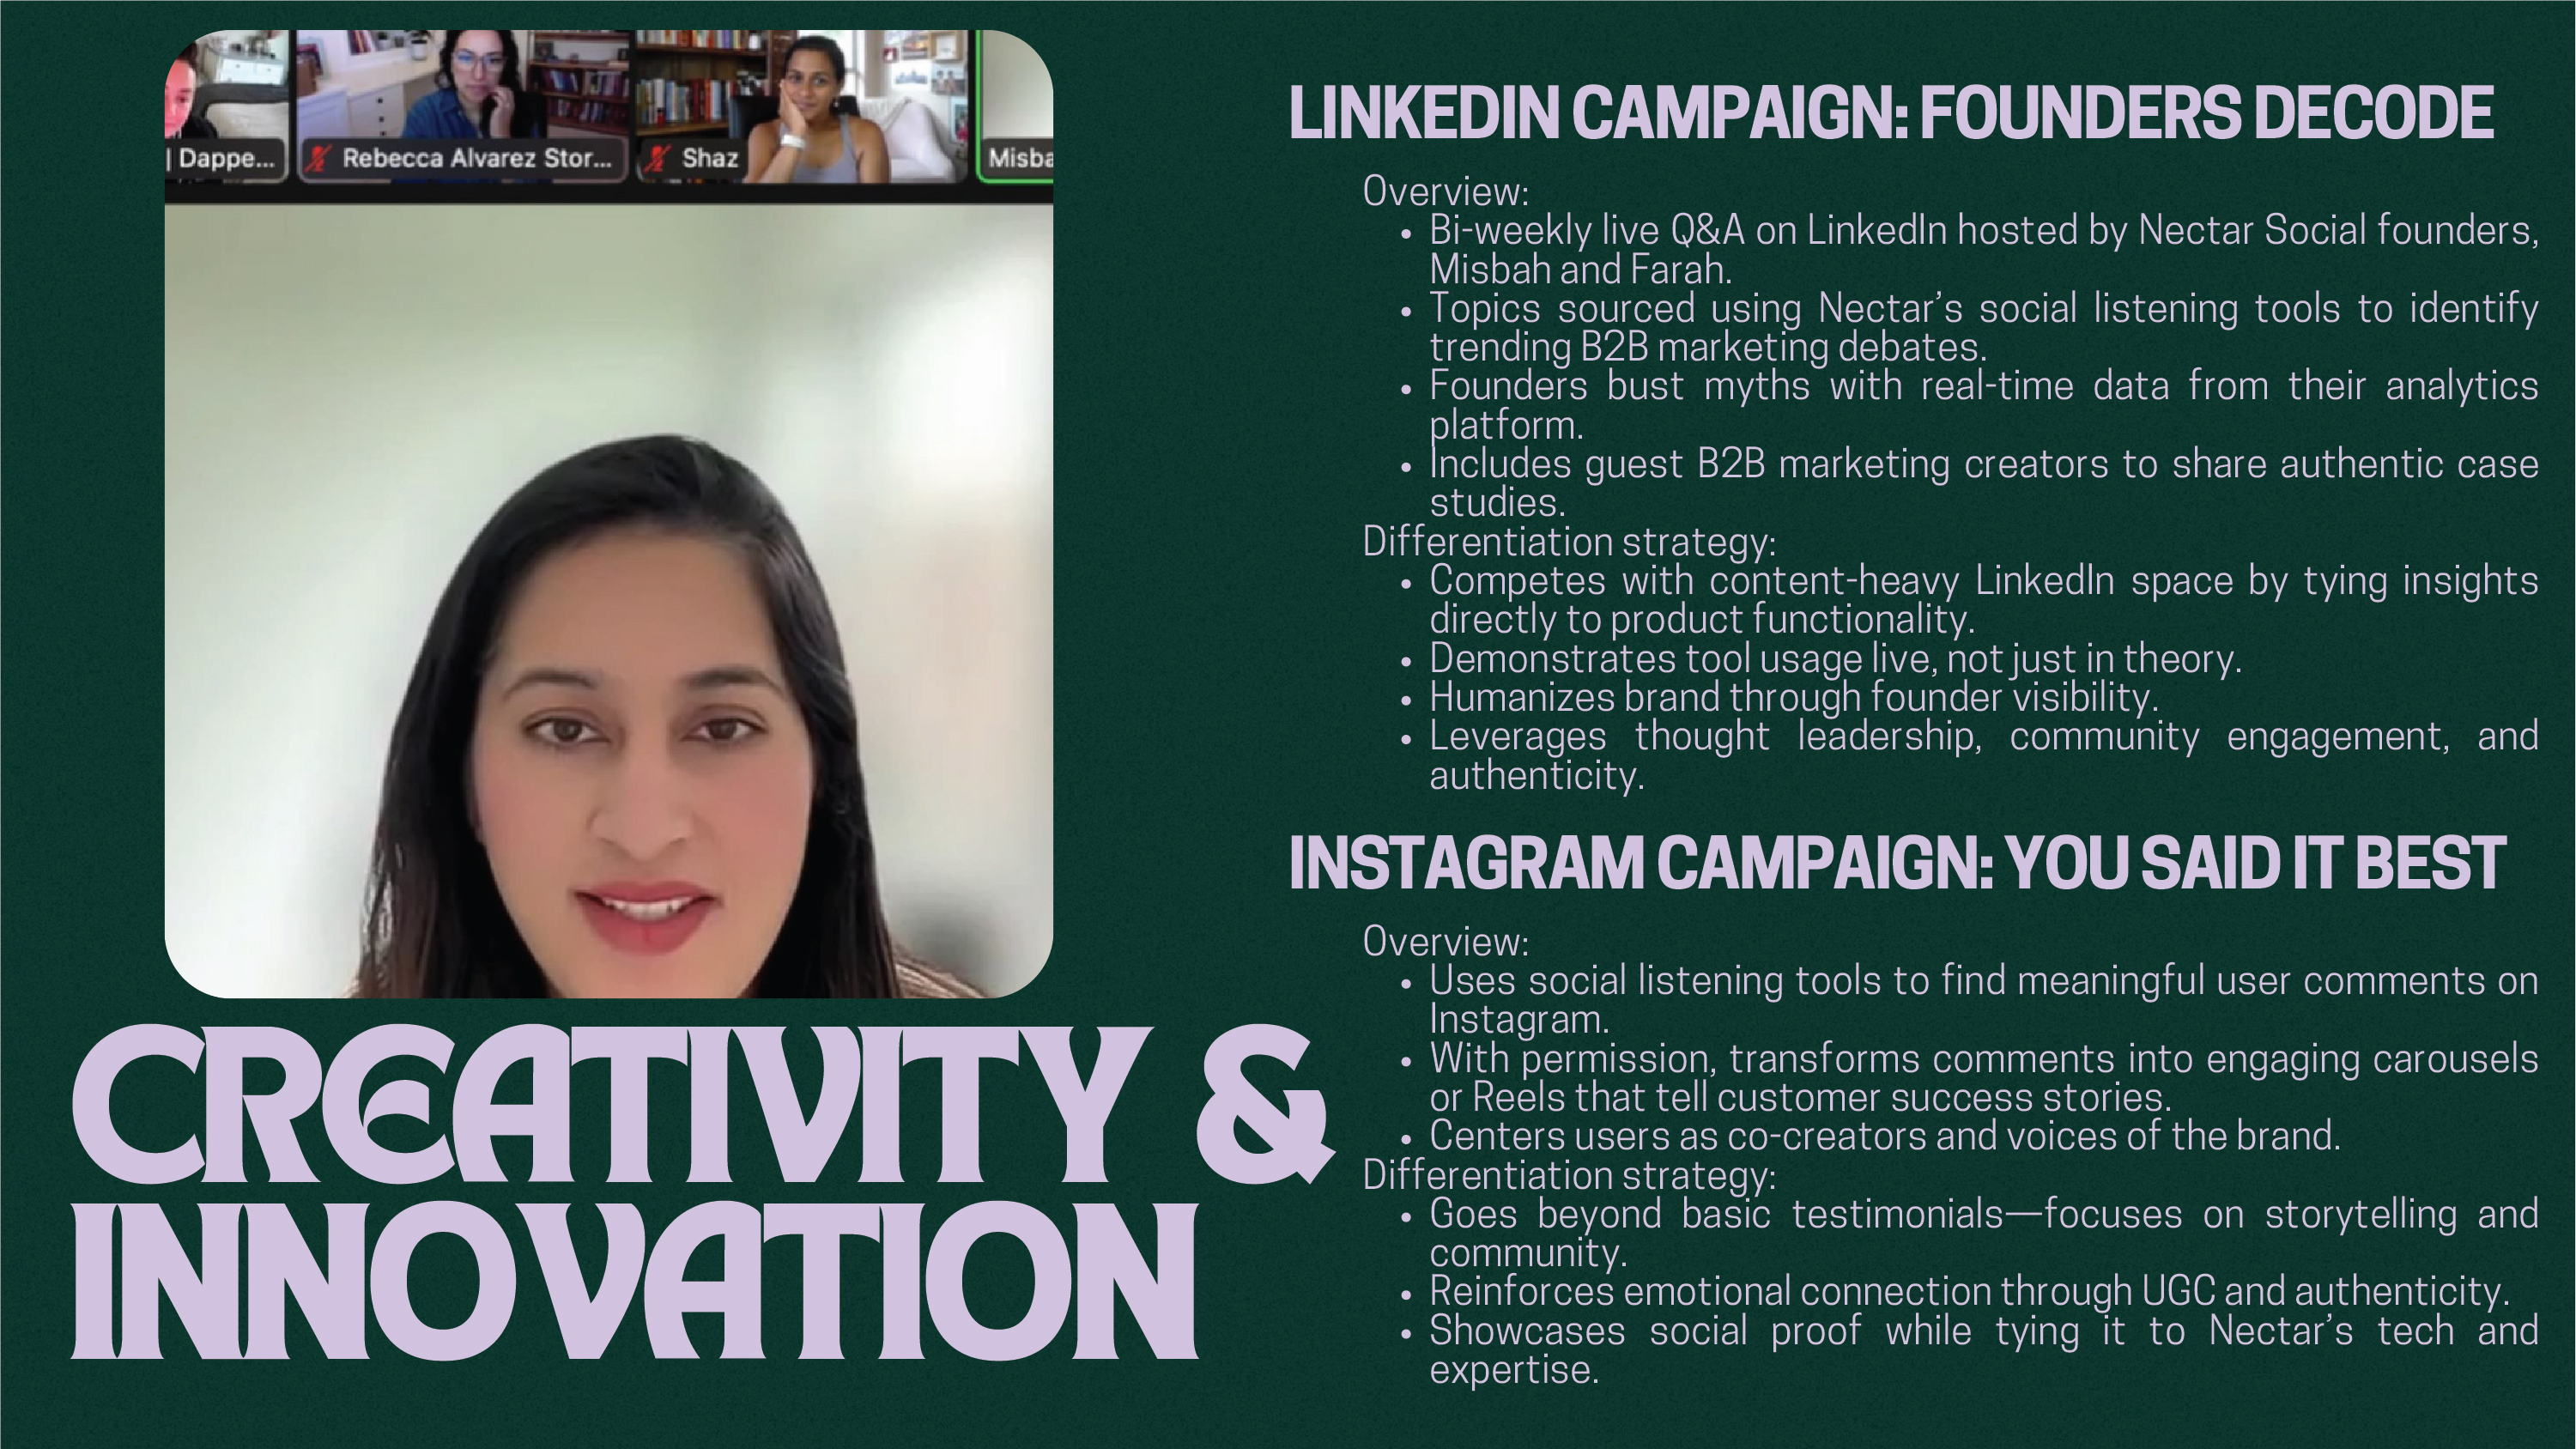 | Dappe...
Rebecca Alvarez Stor...
Shaz
Misba
CREATIVITY &
INNOVATION
LINKEDIN CAMPAIGN: FOUNDERS DECODE
Overview:
• Bi-weekly live Q&A on LinkedIn hosted by Nectar Social founders,
Misbah and Farah.
• Topics sourced using Nectar’s social listening tools to identify
trending B2B marketing debates.
• Founders bust myths with real-time data from their analytics
platform.
• Includes guest B2B marketing creators to share authentic case
studies.
Differentiation strategy:
• Competes with content-heavy LinkedIn space by tying insights
directly to product functionality.
• Demonstrates tool usage live, not just in theory.
• Humanizes brand through founder visibility.
• Leverages thought leadership, community engagement, and
authenticity.
INSTAGRAM CAMPAIGN: YOU SAID IT BEST
Overview:
• Uses social listening tools to find meaningful user comments on
Instagram.
• With permission, transforms comments into engaging carousels
or Reels that tell customer success stories.
• Centers users as co-creators and voices of the brand.
Differentiation strategy:
• Goes beyond basic testimonials—focuses on storytelling and
community.
• Reinforces emotional connection through UGC and authenticity.
• Showcases social proof while tying it to Nectar’s tech and
expertise.